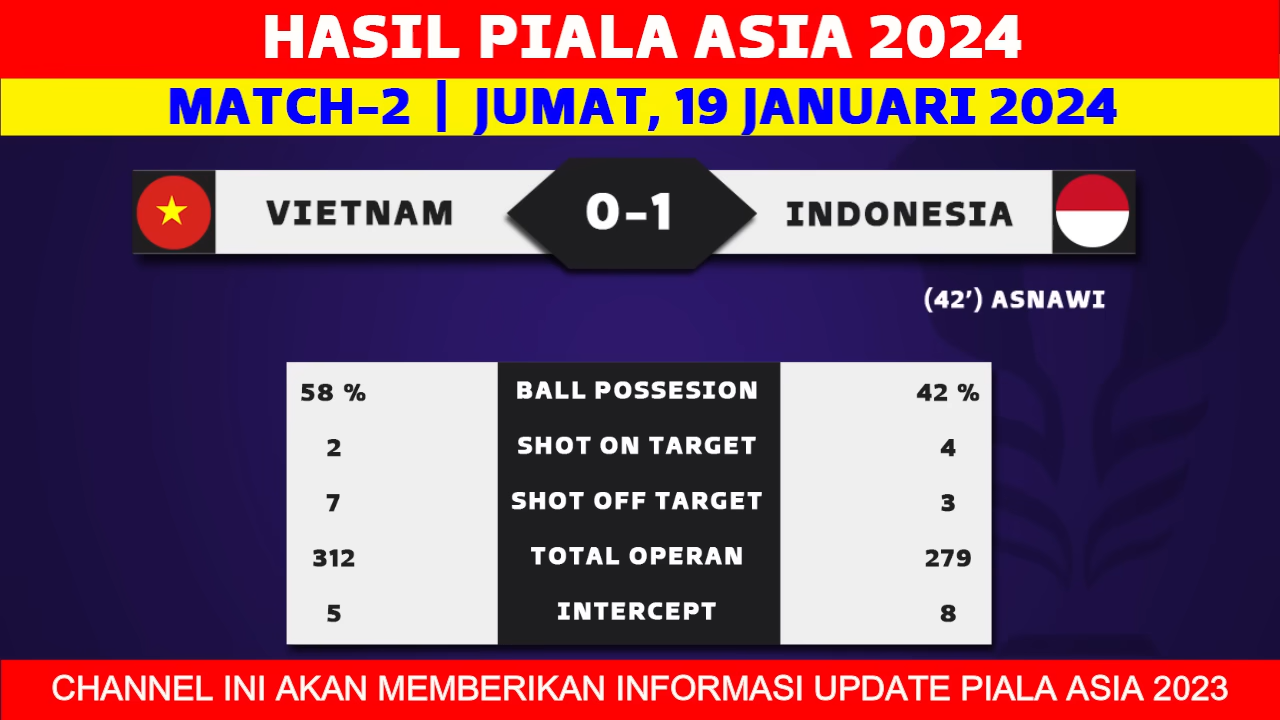 HASIL PIALA ASIA 2024
MATCH-2 | JUMAT, 19 JANUARI 2024
VIETNAM 0-1 INDONESIA
(42') ASNAWI
58 % BALL POSSESION 42 %
2 SHOT ON TARGET 4
7 SHOT OFF TARGET 3
312 TOTAL OPERAN 279
5 INTERCEPT 8
CHANNEL INI AKAN MEMBERIKAN INFORMASI UPDATE PIALA ASIA 2023